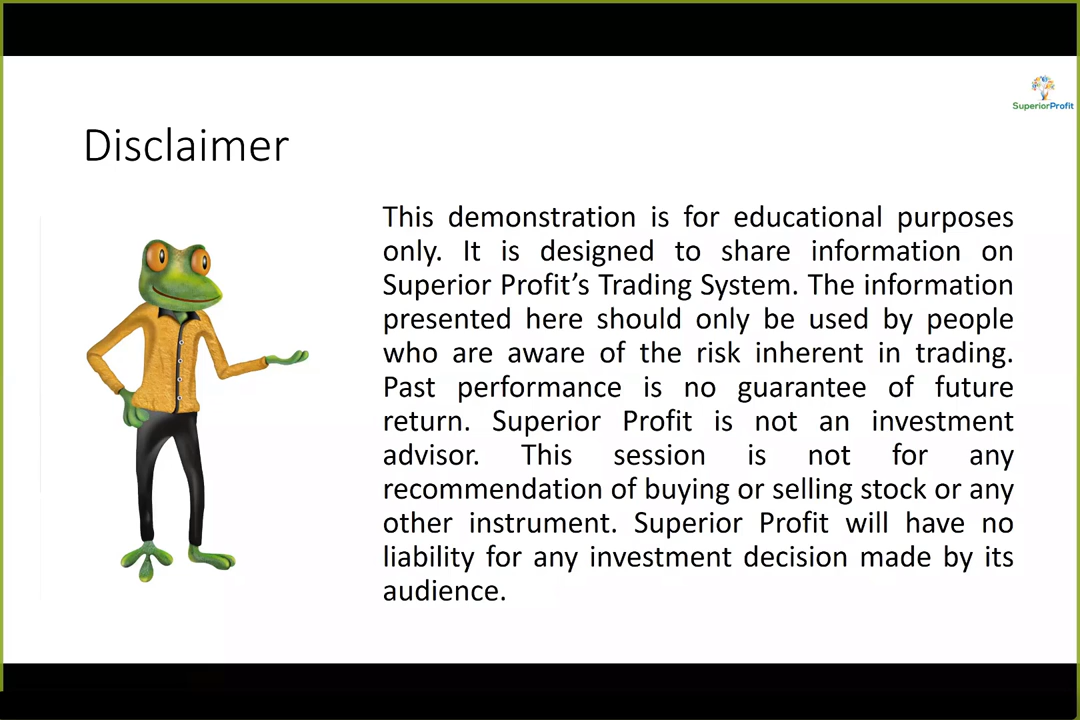 SuperiorProfit
Disclaimer
This demonstration is for educational purposes
only. It is designed to share information on
Superior Profit’s Trading System. The information
presented here should only be used by people
who are aware of the risk inherent in trading.
Past performance is no guarantee of future
return. Superior Profit is not an investment
advisor. This session is not for any
recommendation of buying or selling stock or any
other instrument. Superior Profit will have no
liability for any investment decision made by its
audience.